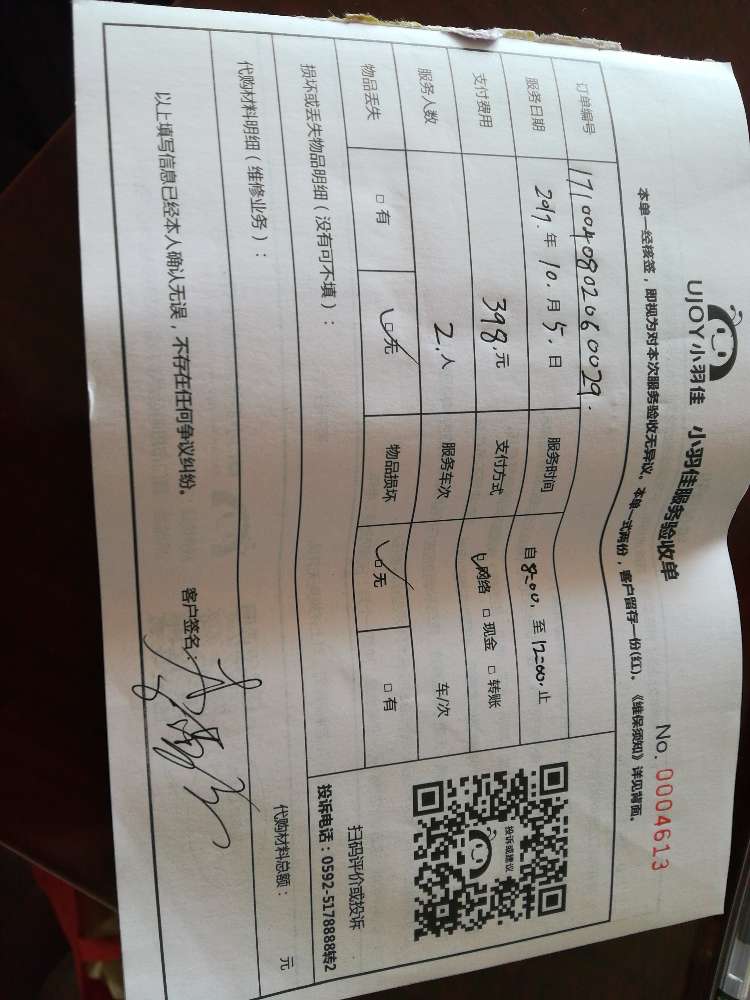 UJOY小羽佳 小羽佳服务验收单 No. 0004613
本单一经核签，即视为对本次服务验收无异议。本单一式两份，客户留存一份(红)。《维保须知》详见背面。
订单编号 1710040802060029.
服务日期 2017.年 10.月 5.日 服务时间 自8:00.至12:00.止
支付费用 398.元 支付方式 网络 □现金 □转账
服务人数 2.人 服务车次 车/次
物品丢失 □有 □无 物品损坏 □无 □有
损坏或丢失物品明细（没有可不填）：
代购材料明细（维修业务）：
代购材料总额： 元
以上填写信息已经本人确认无误，不存在任何争议纠纷。 客户签名：
投诉或建议
扫码评价或投诉
投诉电话：0592-5178888转2